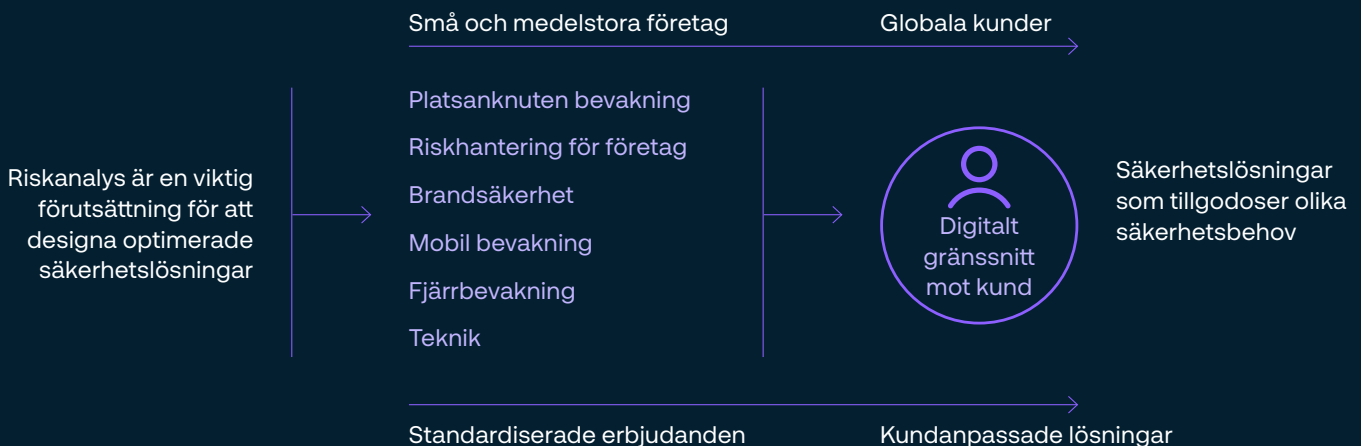 Små och medelstora företag
Globala kunder
Riskanalys är en viktig
förutsättning för att
designa optimerade
säkerhetslösningar
Platsanknuten bevakning
Riskhantering för företag
Brandsäkerhet
Mobil bevakning
Fjärrbevakning
Teknik
Digitalt
gränssnitt
mot kund
Säkerhetslösningar
som tillgodoser olika
säkerhetsbehov
Standardiserade erbjudanden
Kundanpassade lösningar